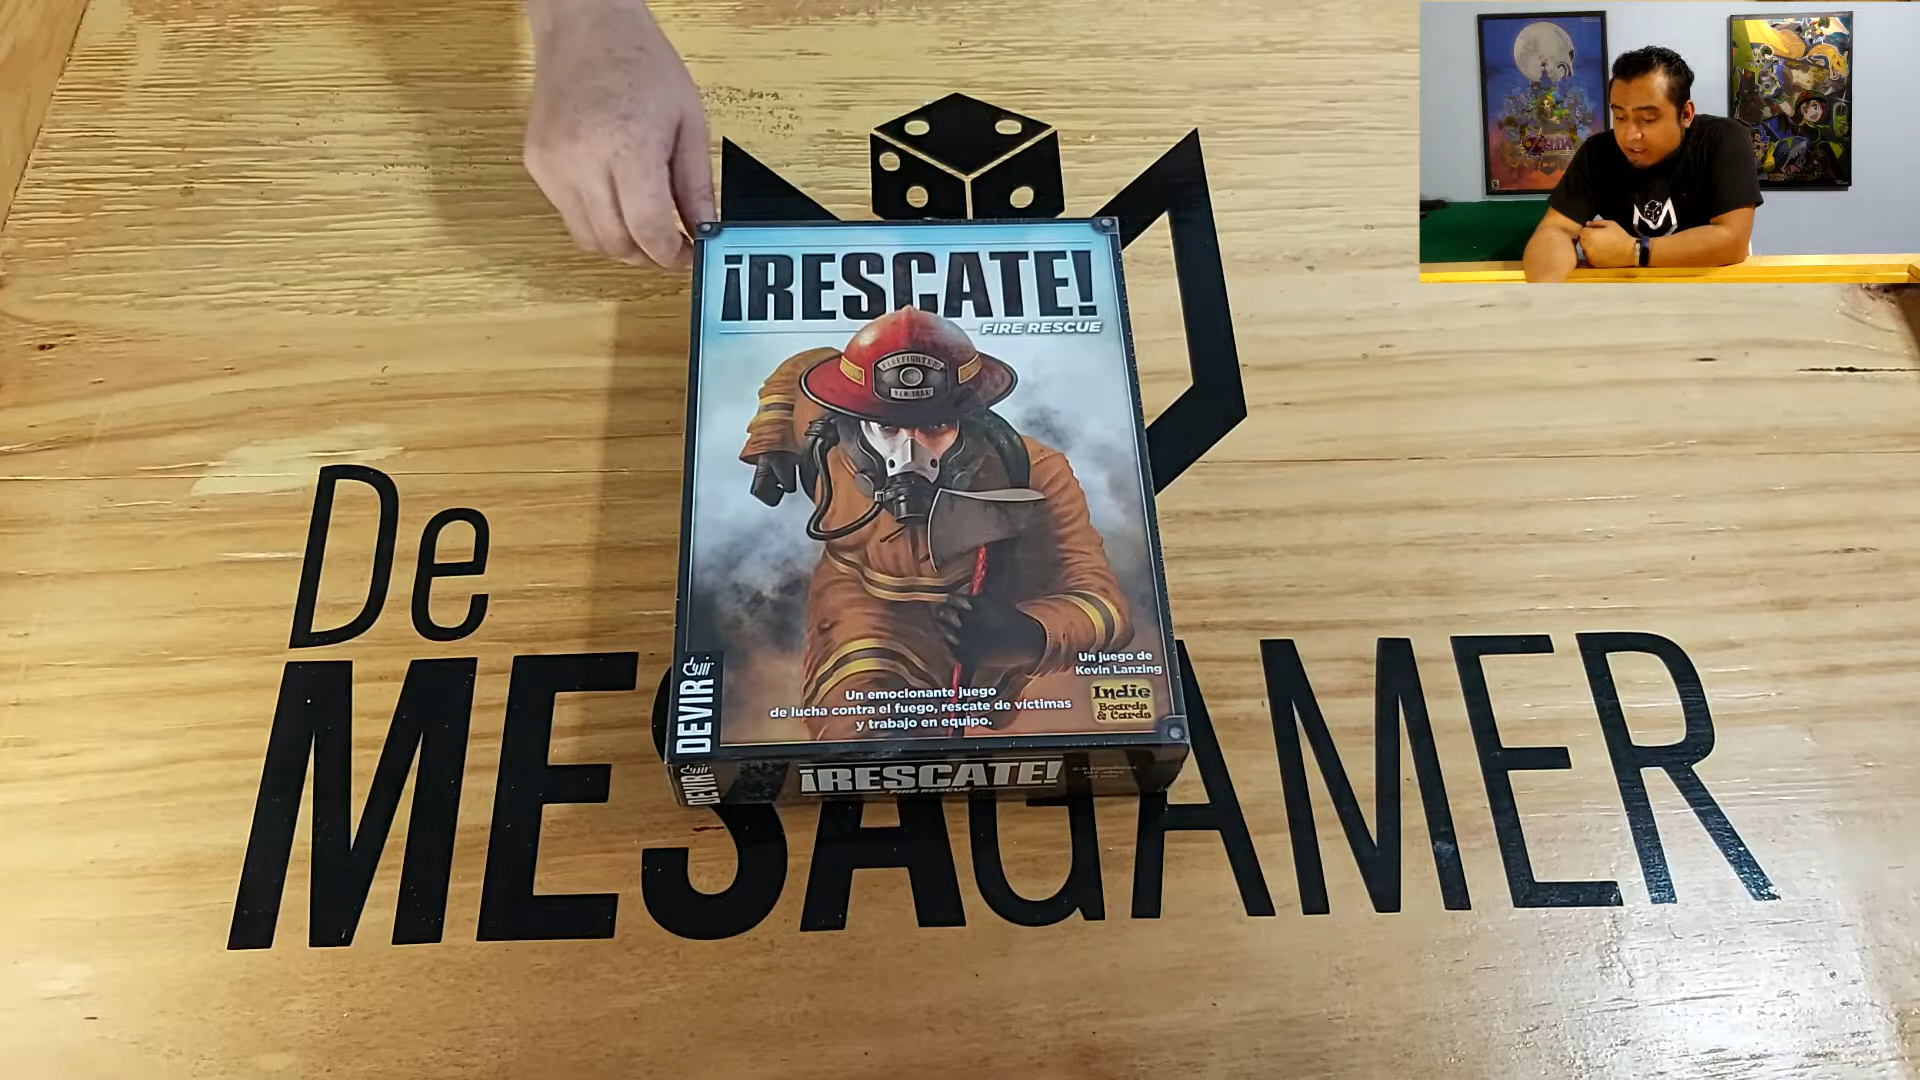 ¡RESCATE!
FIRE RESCUE
FIREFIGHTER
Un juego de
Kevin Lanzing
Indie
Boards
& Cards
Un emocionante juego
de lucha contra el fuego, rescate de víctimas
y trabajo en equipo.
DEVIR
DEVIR
¡RESCATE!
FIRE RESCUE
De
MESAGAMER
ZELDA